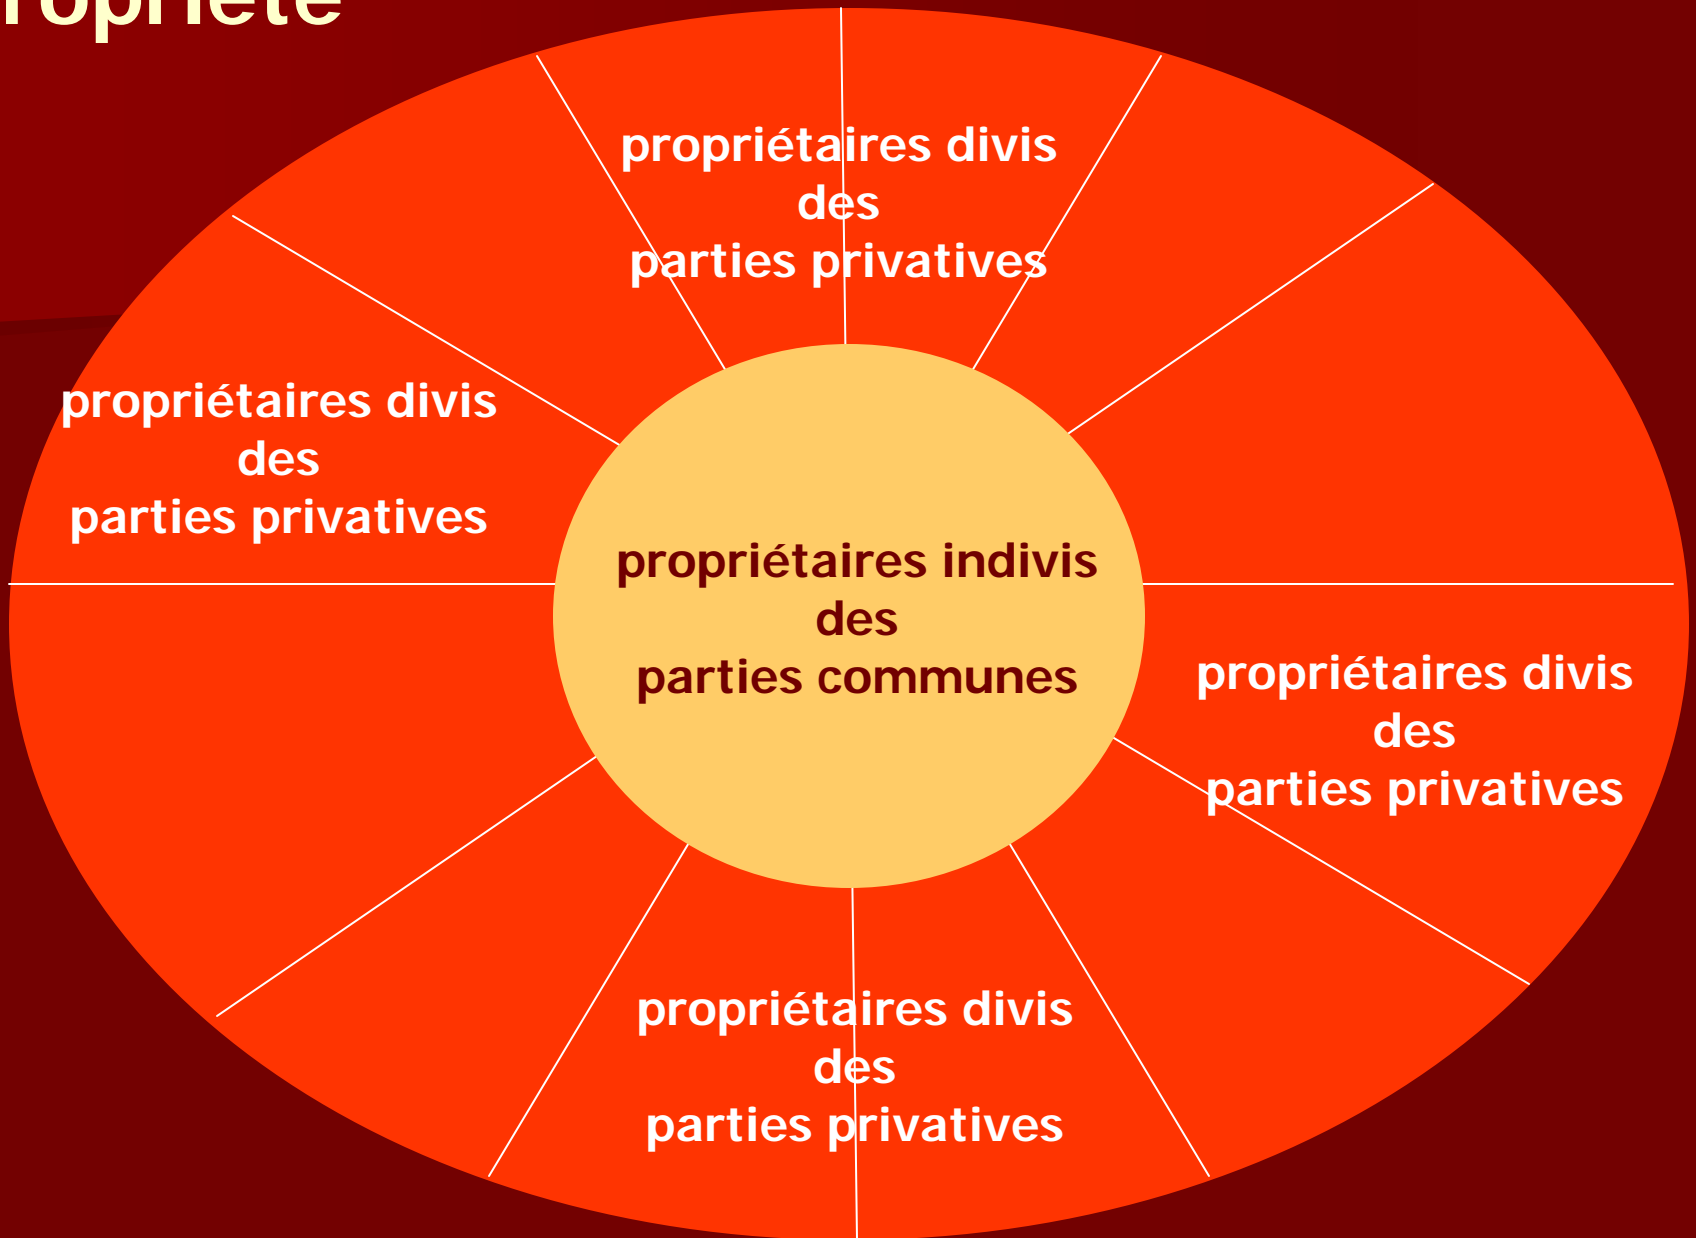 ropriété
propriétaires divis
des
parties privatives
propriétaires divis
des
parties privatives
propriétaires indivis
des
parties communes
propriétaires divis
des
parties privatives
propriétaires divis
des
parties privatives